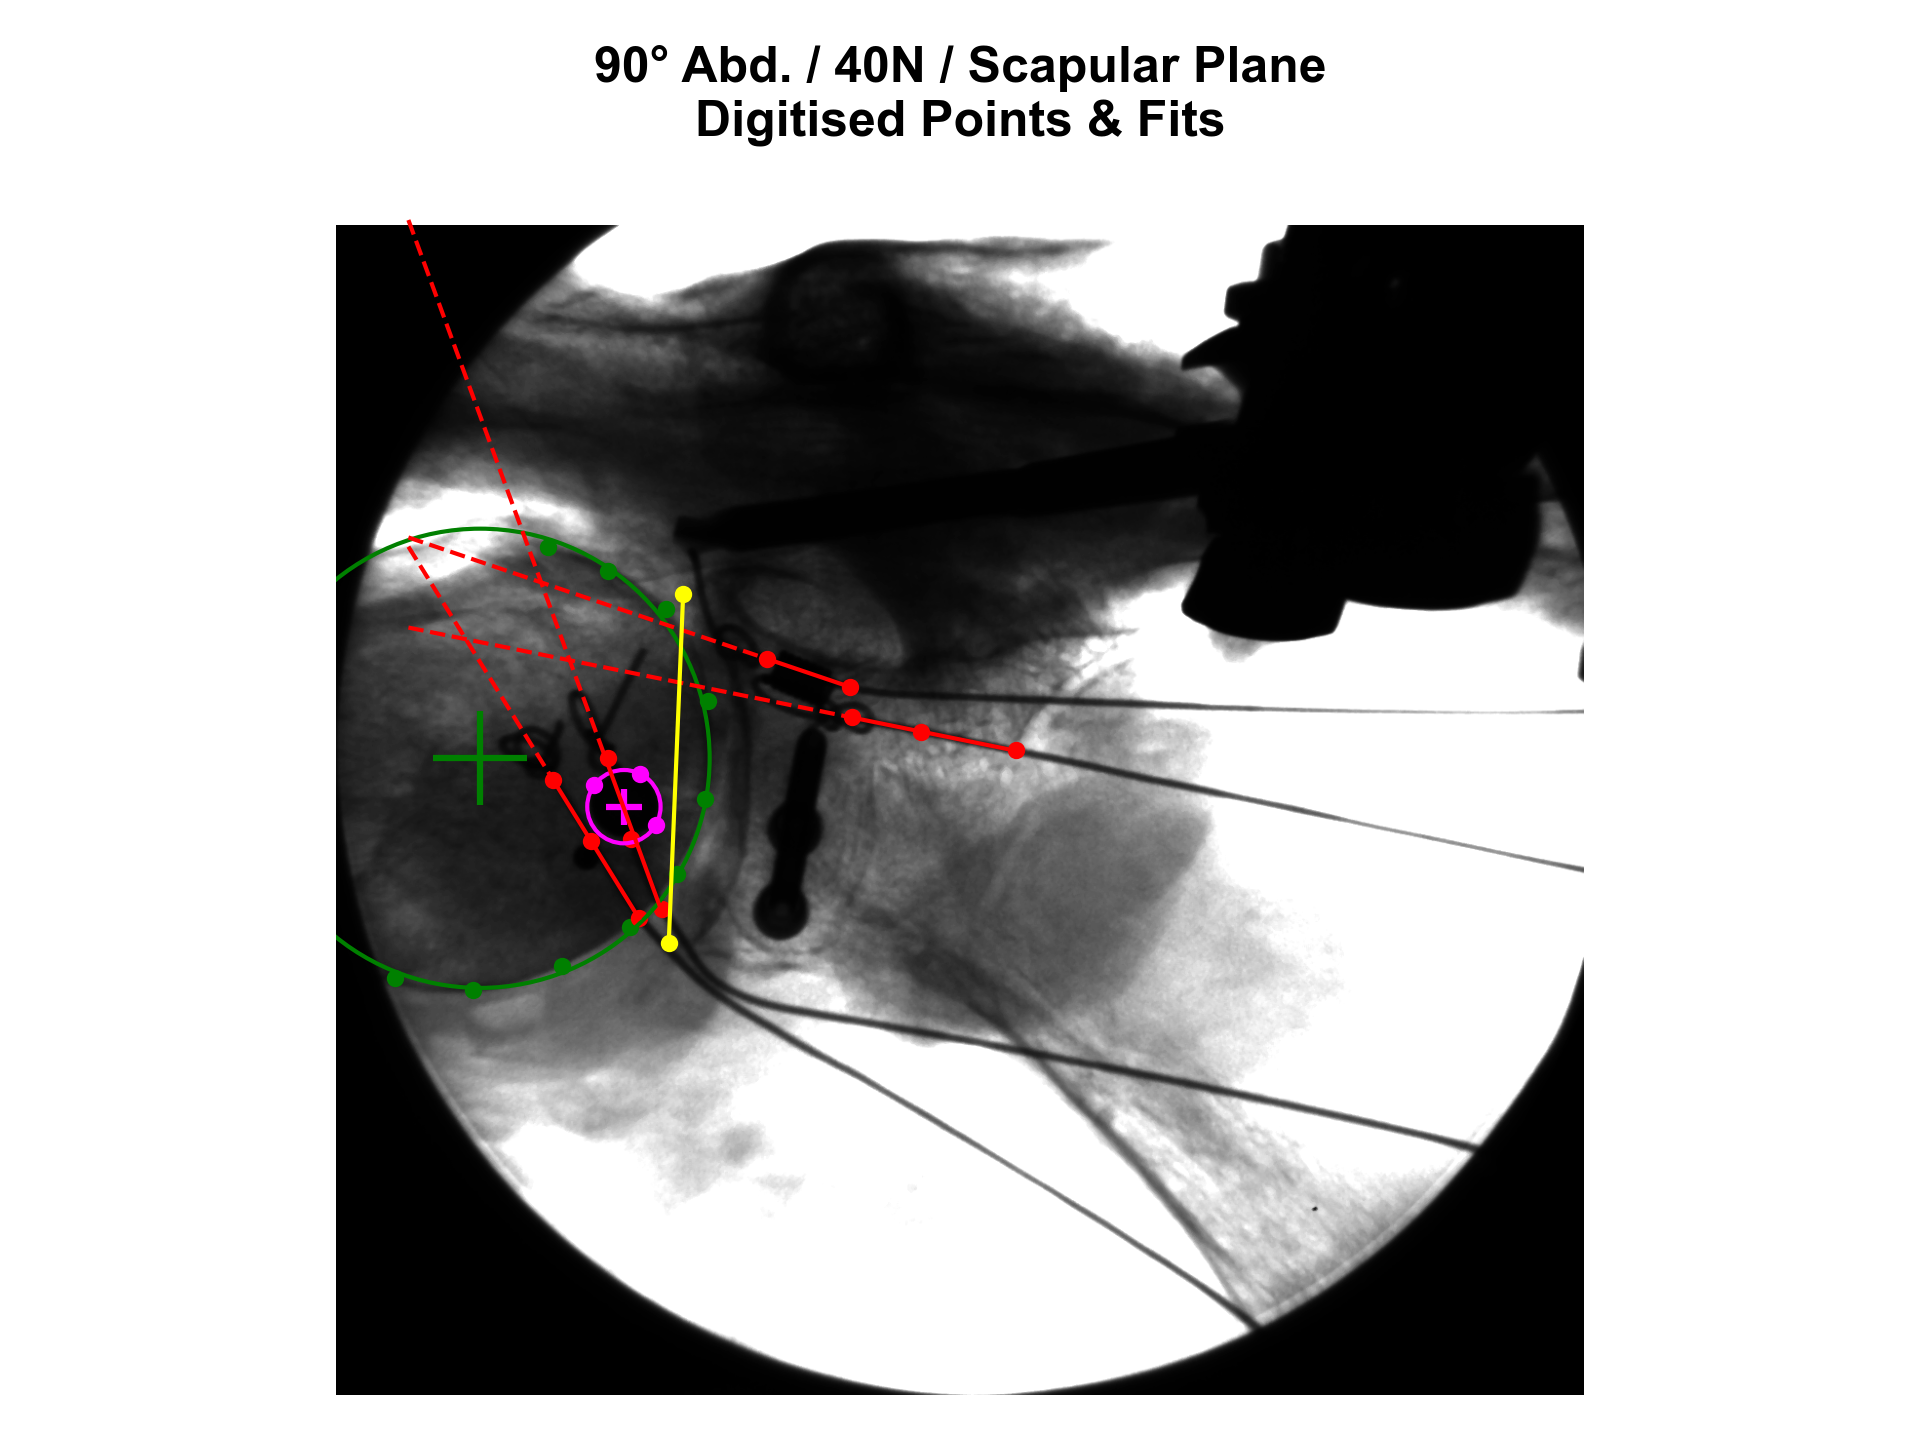 90° Abd. / 40N / Scapular Plane
Digitised Points & Fits